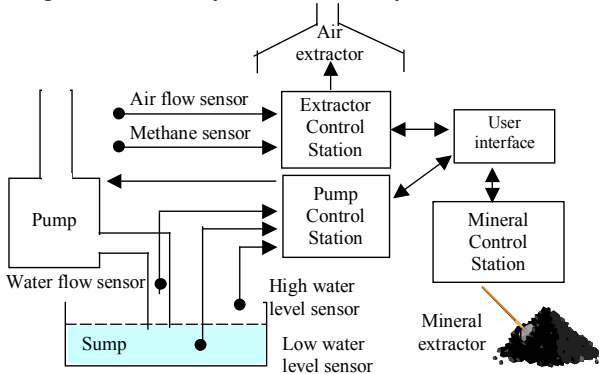 Air
extractor
Air flow sensor
Methane sensor
Extractor
Control
Station
User
interface
Pump
Pump
Control
Station
Mineral
Control
Station
Water flow sensor
High water
level sensor
Mineral
extractor
Sump
Low water
level sensor